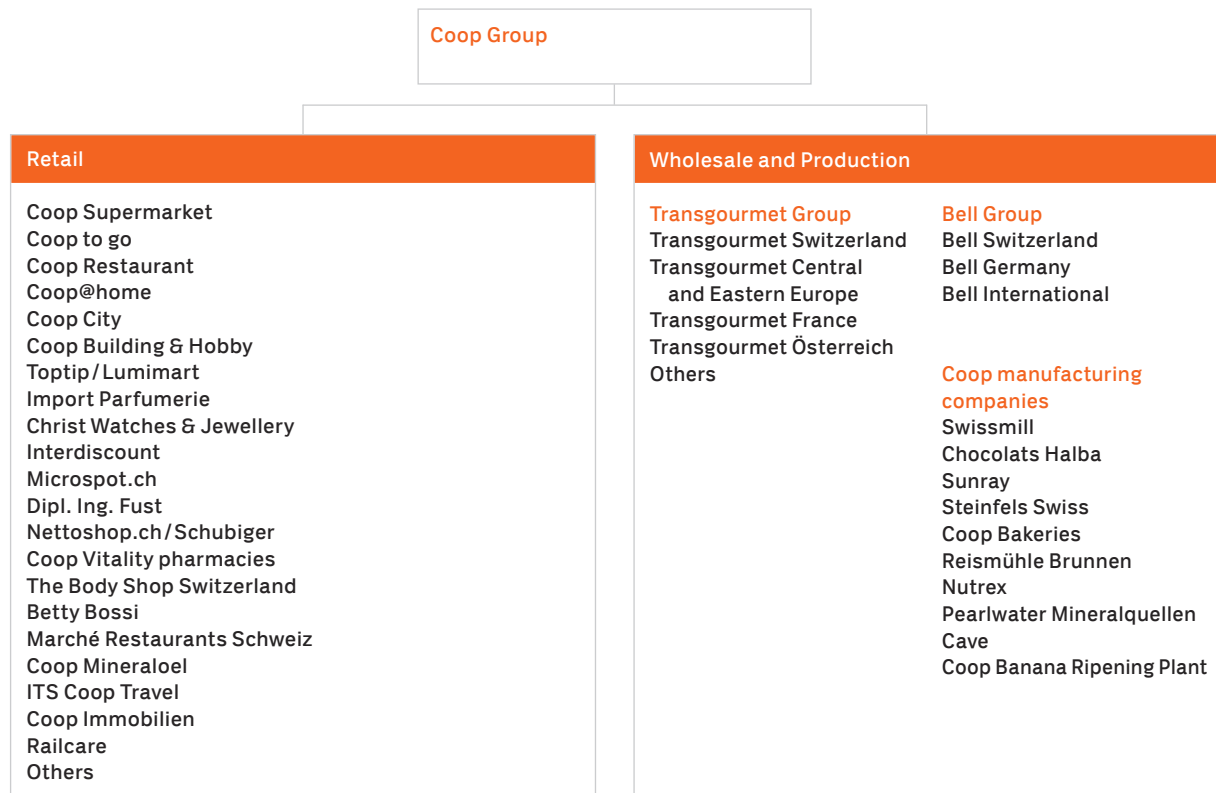 Coop Group
Retail
Coop Supermarket
Coop to go
Coop Restaurant
Coop@home
Coop City
Coop Building & Hobby
Toptip/Lumimart
Import Parfumerie
Christ Watches & Jewellery
Interdiscount
Microspot.ch
Dipl. Ing. Fust
Nettoshop.ch/Schubiger
Coop Vitality pharmacies
The Body Shop Switzerland
Betty Bossi
Marché Restaurants Schweiz
Coop Mineraloel
ITS Coop Travel
Coop Immobilien
Railcare
Others
Wholesale and Production
Transgourmet Group
Transgourmet Switzerland
Transgourmet Central
and Eastern Europe
Transgourmet France
Transgourmet Österreich
Others
Bell Group
Bell Switzerland
Bell Germany
Bell International
Coop manufacturing
companies
Swissmill
Chocolats Halba
Sunray
Steinfels Swiss
Coop Bakeries
Reismühle Brunnen
Nutrex
Pearlwater Mineralquellen
Cave
Coop Banana Ripening Plant